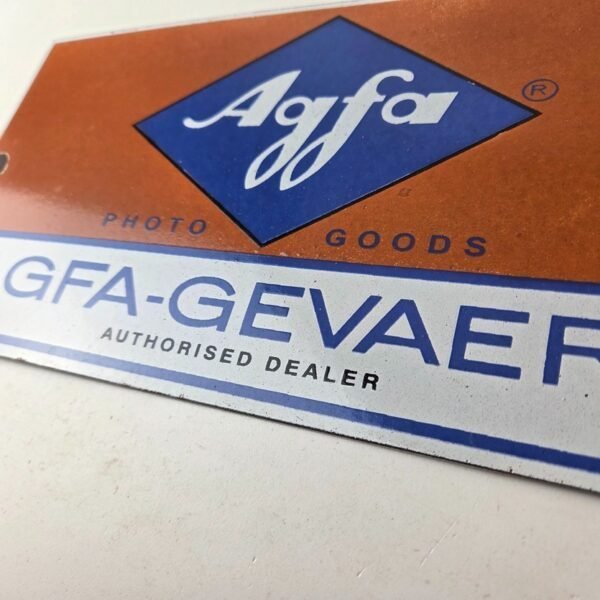 Agfa ®
PHOTO GOODS
GFA-GEVAER
AUTHORISED DEALER